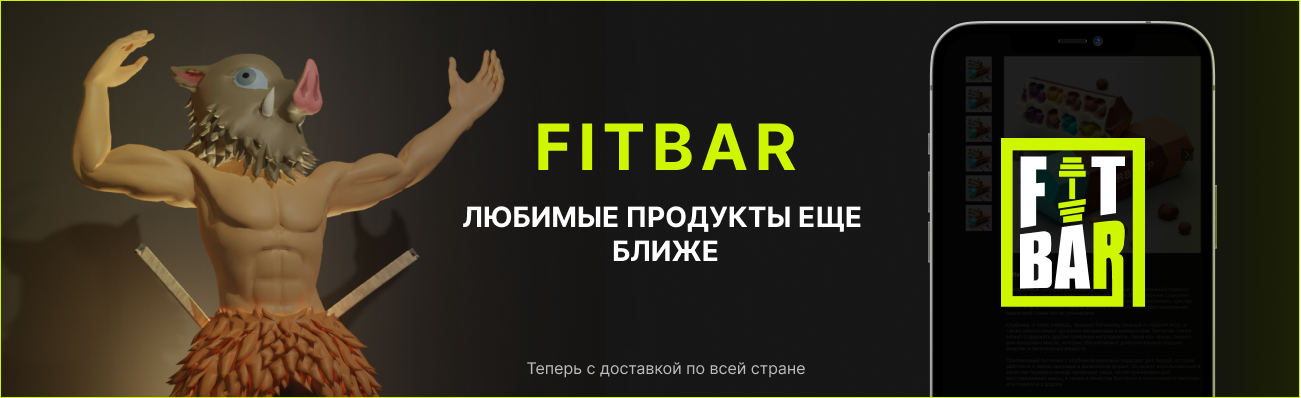 FITBAR
ЛЮБИМЫЕ ПРОДУКТЫ ЕЩЕ
БЛИЖЕ
Теперь с доставкой по всей стране
FIT
BAR